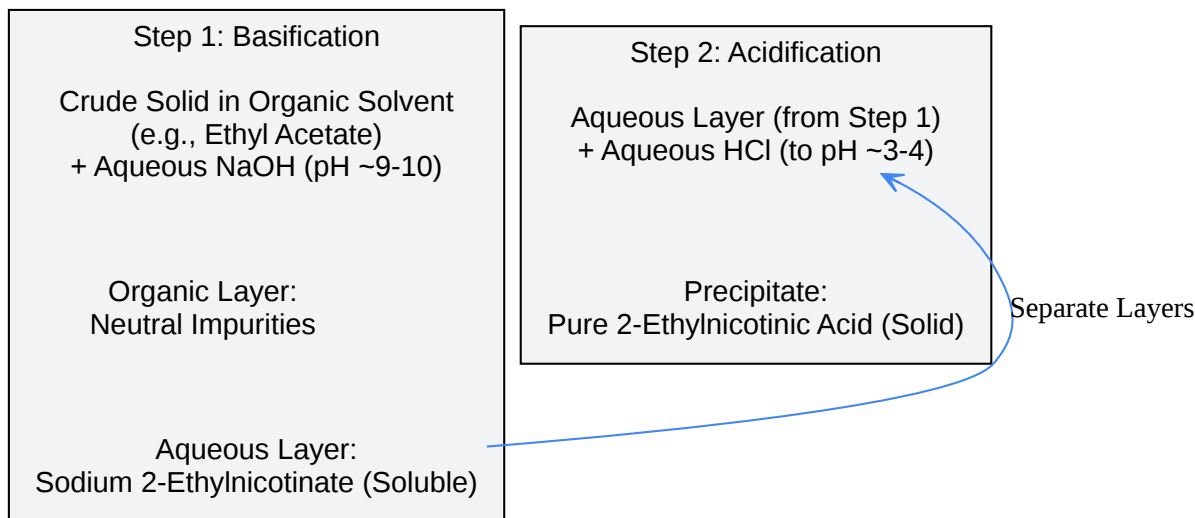 Step 1: Basification
Crude Solid in Organic Solvent
(e.g., Ethyl Acetate)
+ Aqueous NaOH (pH ~9-10)
Organic Layer:
Neutral Impurities
Aqueous Layer:
Sodium 2-Ethylnicotinate (Soluble)
Step 2: Acidification
Aqueous Layer (from Step 1)
+ Aqueous HCl (to pH ~3-4)
Precipitate:
Pure 2-Ethylnicotinic Acid (Solid)
Separate Layers